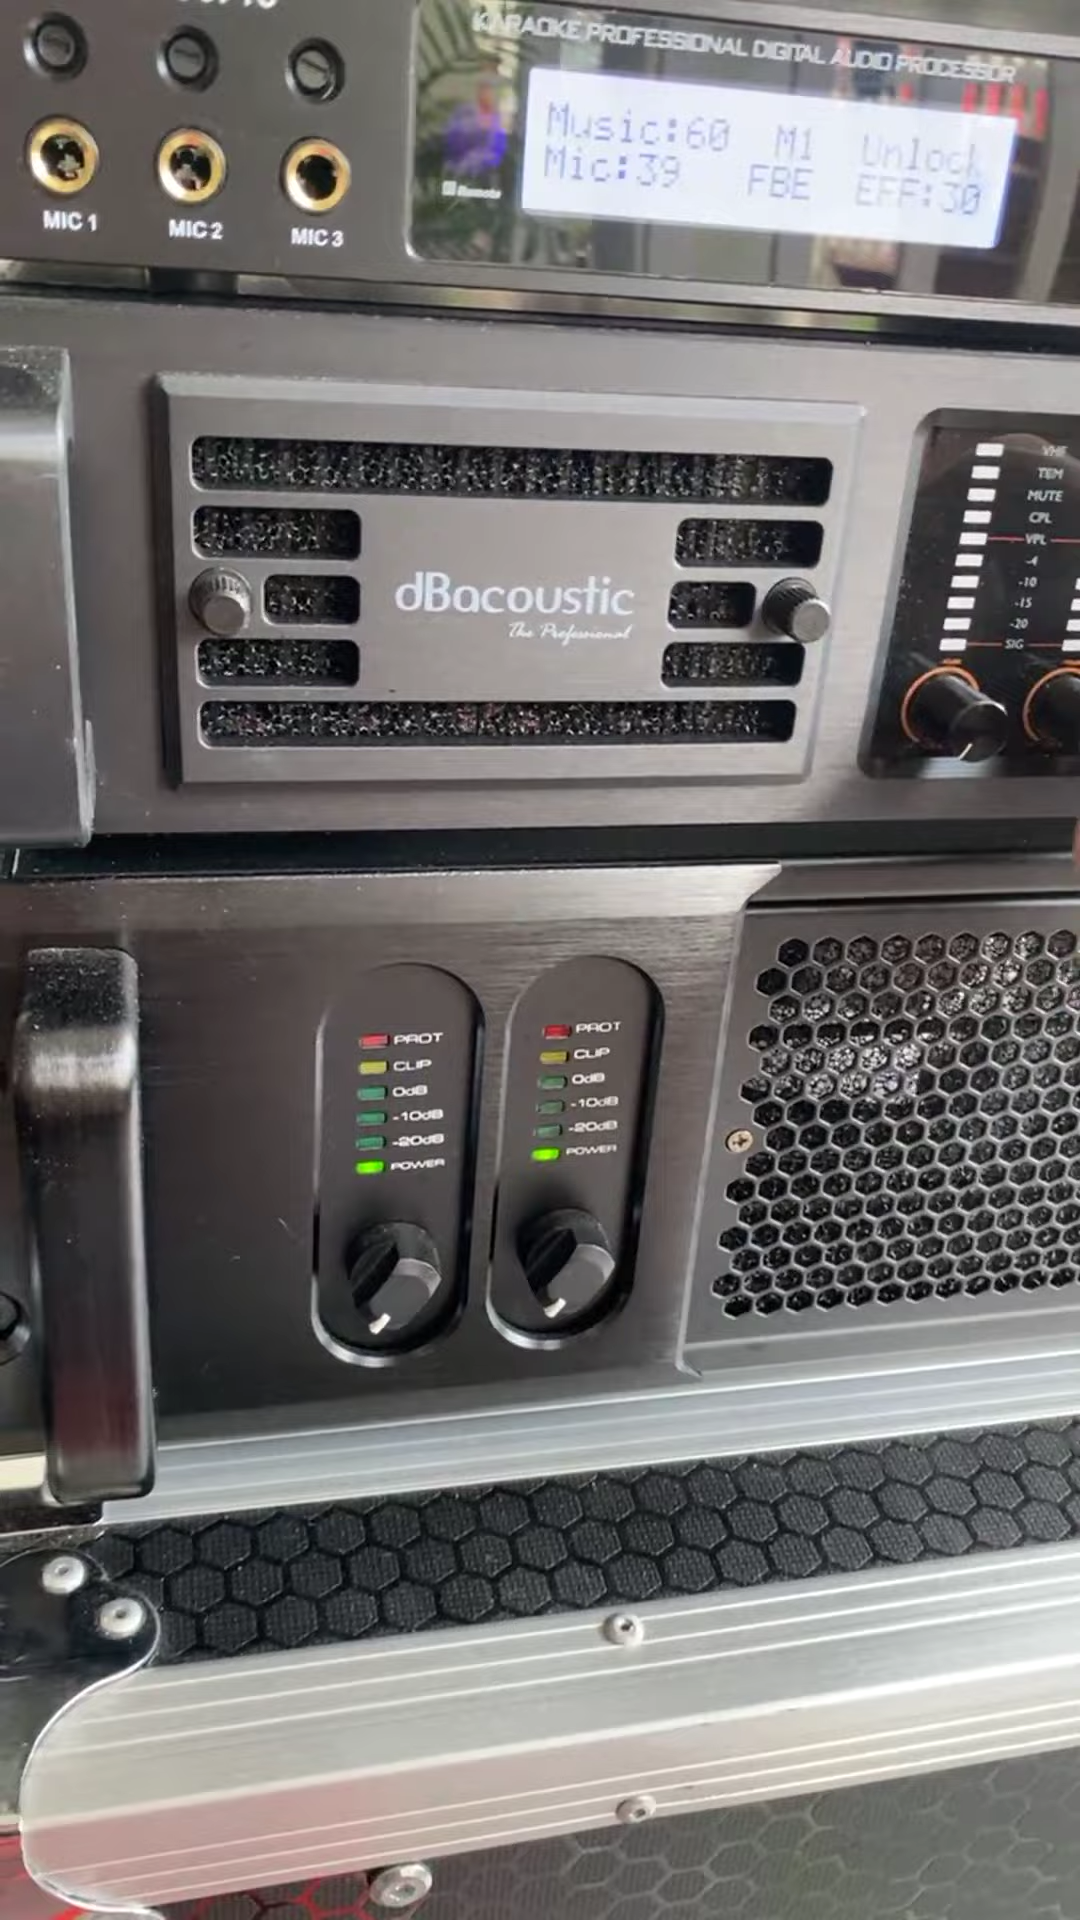 KARAOKE PROFESSIONAL DIGITAL AUDIO PROCESSOR
Music:60 M1 Unlock
Mic:39 FBE EFF:30
Remote
MIC 1
MIC 2
MIC 3
dBacoustic
The Professional
VHF
TEM
MUTE
CPL
VPL
-4
-10
-15
-20
SIG
PROT
CLIP
0dB
-10dB
-20dB
POWER
PROT
CLIP
0dB
-10dB
-20dB
POWER